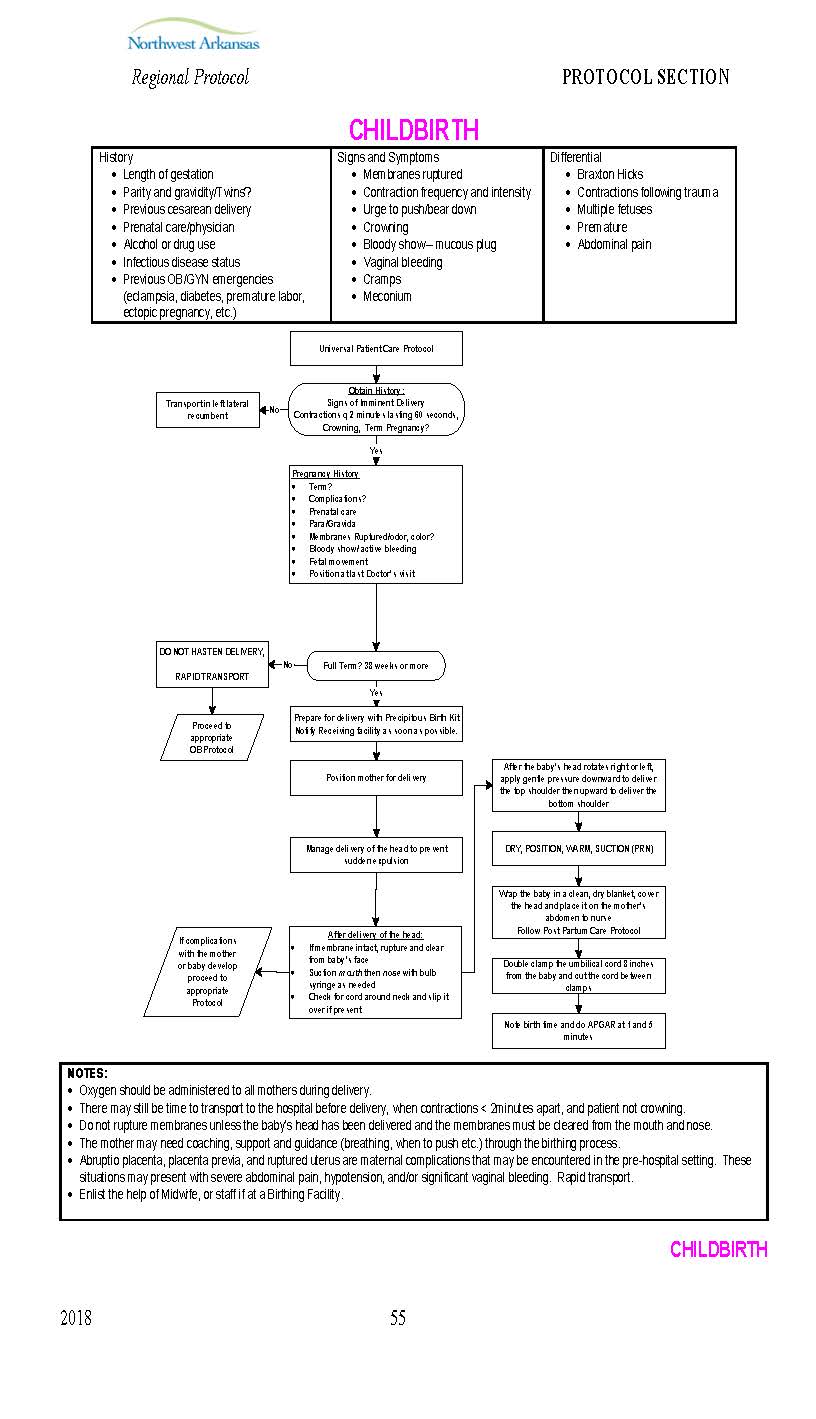 Northwest Arkansas
Regional Protocol
PROTOCOL SECTION
CHILDBIRTH
History
• Length of gestation
• Parity and gravidity/Twins?
• Previous cesarean delivery
• Prenatal care/physician
• Alcohol or drug use
• Infectious disease status
• Previous OB/GYN emergencies
(eclampsia, diabetes, premature labor,
ectopic pregnancy, etc.)
Signs and Symptoms
• Membranes ruptured
• Contraction frequency and intensity
• Urge to push/bear down
• Crowning
• Bloody show–mucous plug
• Vaginal bleeding
• Cramps
• Meconium
Differential
• Braxton Hicks
• Contractions following trauma
• Multiple fetuses
• Premature
• Abdominal pain
Universal Patient Care Protocol
Obtain History:
Signs of Imminent Delivery
Contractions q 2 minutes lasting 60 seconds,
Crowning, Term Pregnancy?
No
Transport in left lateral
recumbent
Yes
Pregnancy History
• Term?
• Complications?
• Prenatal care
• Para/Gravida
• Membranes Ruptured/odor, color?
• Bloody show/active bleeding
• Fetal movement
• Position at last Doctor's visit
Full Term? 38 weeks or more
No
DO NOT HASTEN DELIVERY,
RAPID TRANSPORT
Proceed to
appropriate
OB Protocol
Yes
Prepare for delivery with Precipitous Birth Kit
Notify Receiving facility as soon as possible.
Position mother for delivery
Manage delivery of the head to prevent
sudden expulsion
After delivery of the head:
• If membrane intact, rupture and clear
from baby's face
• Suction mouth then nose with bulb
syringe as needed
• Check for cord around neck and slip it
over if present
If complications
with the mother
or baby develop
proceed to
appropriate
Protocol
After the baby's head rotates right or left,
apply gentle pressure downward to deliver
the top shoulder then upward to deliver the
bottom shoulder
DRY, POSITION, WARM, SUCTION (PRN)
Wrap the baby in a clean, dry blanket, cover
the head and place it on the mother's
abdomen to nurse
Follow Post Partum Care Protocol
Double clamp the umbilical cord 8 inches
from the baby and cut the cord between
clamps
Note birth time and do APGAR at 1 and 5
minutes
NOTES:
• Oxygen should be administered to all mothers during delivery.
• There may still be time to transport to the hospital before delivery, when contractions < 2minutes apart, and patient not crowning.
• Do not rupture membranes unless the baby's head has been delivered and the membranes must be cleared from the mouth and nose.
• The mother may need coaching, support and guidance (breathing, when to push etc.) through the birthing process.
• Abruptio placenta, placenta previa, and ruptured uterus are maternal complications that may be encountered in the pre-hospital setting. These
situations may present with severe abdominal pain, hypotension, and/or significant vaginal bleeding. Rapid transport.
• Enlist the help of Midwife, or staff if at a Birthing Facility.
CHILDBIRTH
2018
55